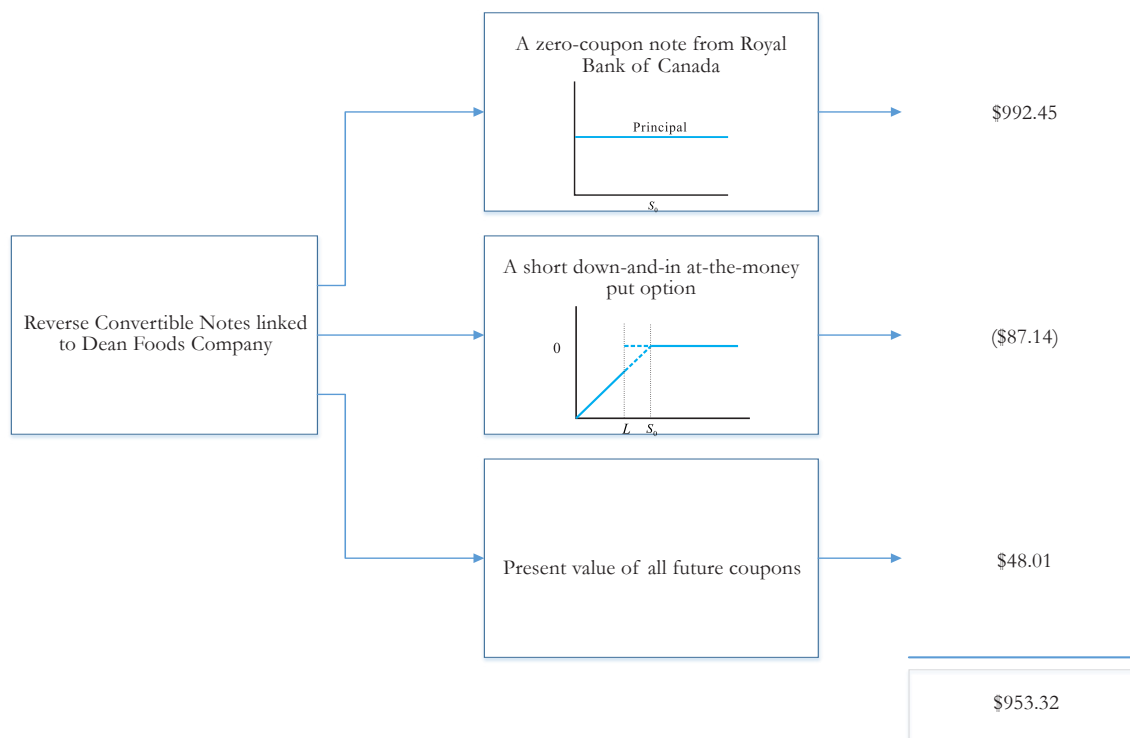 A zero-coupon note from Royal
Bank of Canada
Principal
S₀
$992.45
Reverse Convertible Notes linked
to Dean Foods Company
A short down-and-in at-the-money
put option
0
L S₀
($87.14)
Present value of all future coupons
$48.01
$953.32